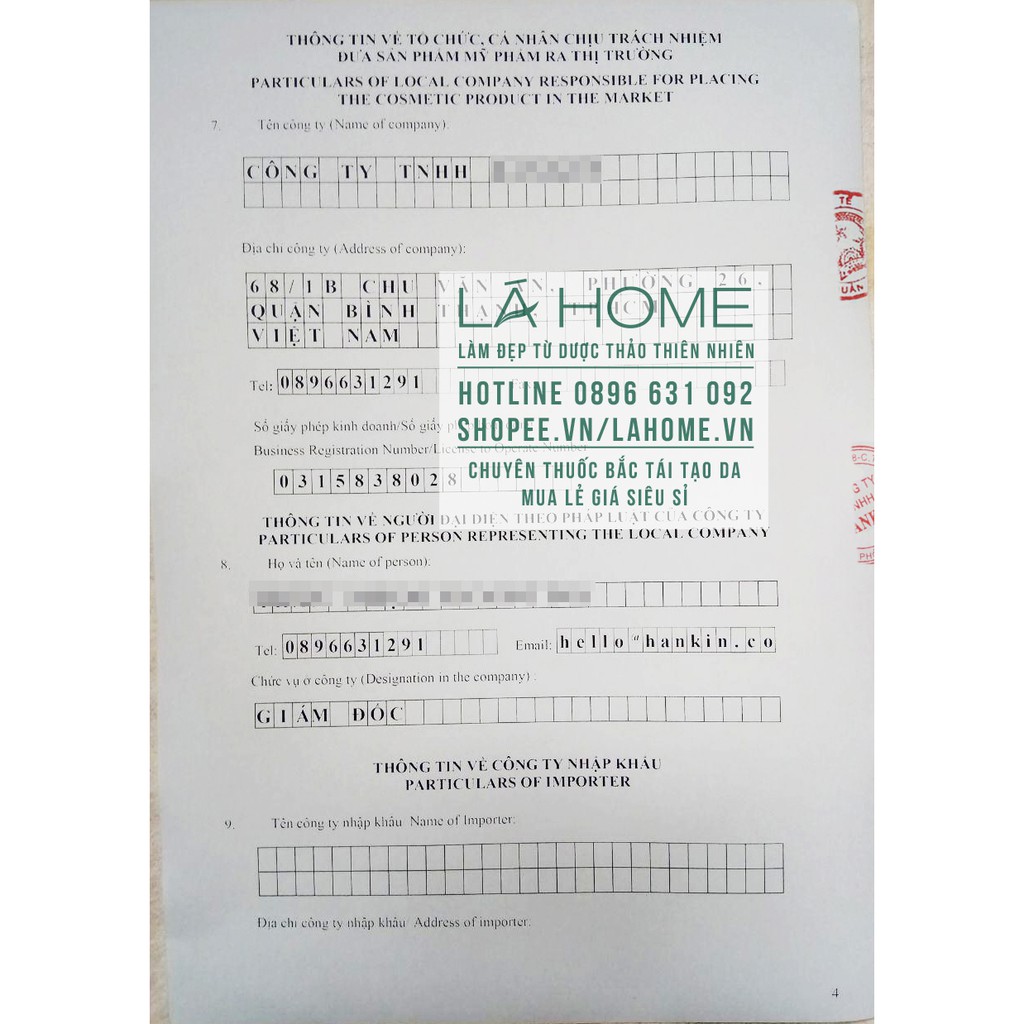 THÔNG TIN VỀ TỔ CHỨC, CÁ NHÂN CHỊU TRÁCH NHIỆM
ĐƯA SẢN PHẨM MỸ PHẨM RA THỊ TRƯỜNG
PARTICULARS OF LOCAL COMPANY RESPONSIBLE FOR PLACING
THE COSMETIC PRODUCT IN THE MARKET
7. Tên công ty (Name of company):
CÔNG TY TNHH
Địa chỉ công ty (Address of company):
68/1B CHU VĂN AN, PHƯỜNG 26,
QUẬN BÌNH THẠNH,
VIỆT NAM
Tel: 0896631291
Số giấy phép kinh doanh/Số giấy
Business Registration Number/License to Operate Number
0315838028
LÁ HOME
LÀM ĐẸP TỪ DƯỢC THẢO THIÊN NHIÊN
HOTLINE 0896 631 092
SHOPEE.VN/LAHOME.VN
CHUYÊN THUỐC BẮC TÁI TẠO DA
MUA LẺ GIÁ SIÊU SỈ
THÔNG TIN VỀ NGƯỜI ĐẠI DIỆN THEO PHÁP LUẬT CỦA CÔNG TY
PARTICULARS OF PERSON REPRESENTING THE LOCAL COMPANY
8. Họ và tên (Name of person):
Tel: 0896631291 Email: hello@hankin.co
Chức vụ ở công ty (Designation in the company) :
GIÁM ĐỐC
THÔNG TIN VỀ CÔNG TY NHẬP KHẨU
PARTICULARS OF IMPORTER
9. Tên công ty nhập khẩu Name of Importer:
Địa chỉ công ty nhập khẩu Address of importer:
4
TẾ
UẬN